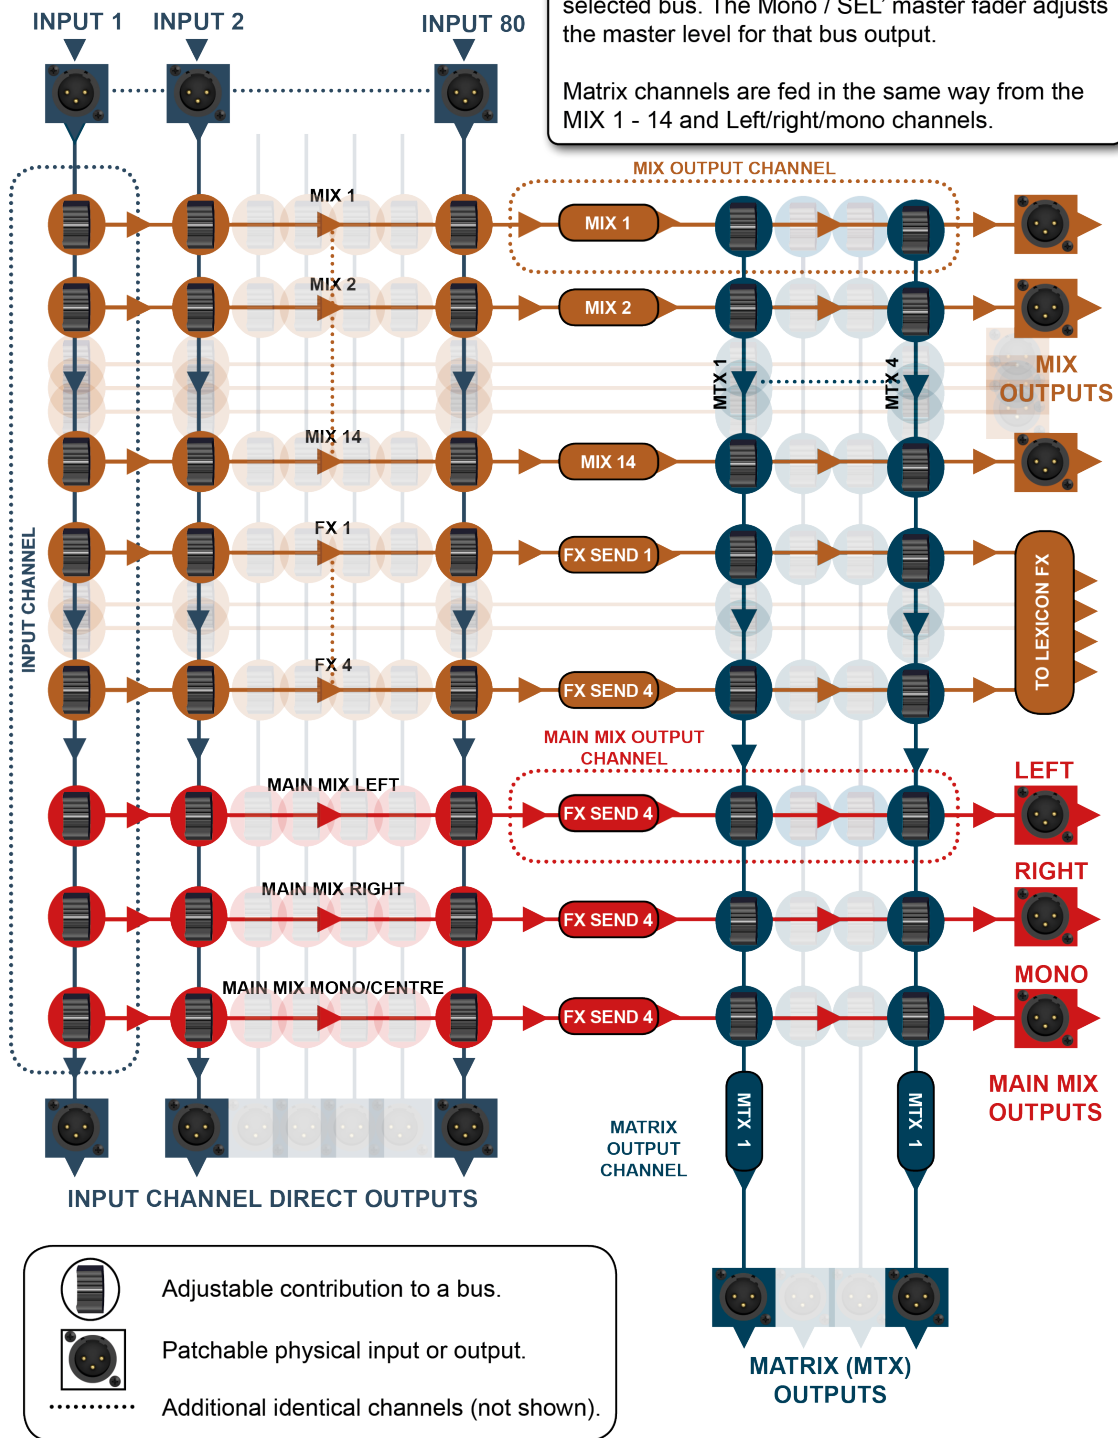 selected bus. The Mono / SEL’ master fader adjusts
the master level for that bus output.
Matrix channels are fed in the same way from the
MIX 1 - 14 and Left/right/mono channels.
INPUT 1
INPUT 2
INPUT 80
MIX OUTPUT CHANNEL
MIX 1
MIX 1
MIX 2
MIX 2
MTX 1
MTX 4
MIX
OUTPUTS
MIX 14
MIX 14
INPUT CHANNEL
FX 1
FX SEND 1
TO LEXICON FX
FX 4
FX SEND 4
MAIN MIX OUTPUT
CHANNEL
LEFT
MAIN MIX LEFT
FX SEND 4
RIGHT
MAIN MIX RIGHT
FX SEND 4
MONO
MAIN MIX MONO/CENTRE
FX SEND 4
MAIN MIX
OUTPUTS
MTX 1
MTX 1
MATRIX
OUTPUT
CHANNEL
INPUT CHANNEL DIRECT OUTPUTS
Adjustable contribution to a bus.
Patchable physical input or output.
Additional identical channels (not shown).
MATRIX (MTX)
OUTPUTS